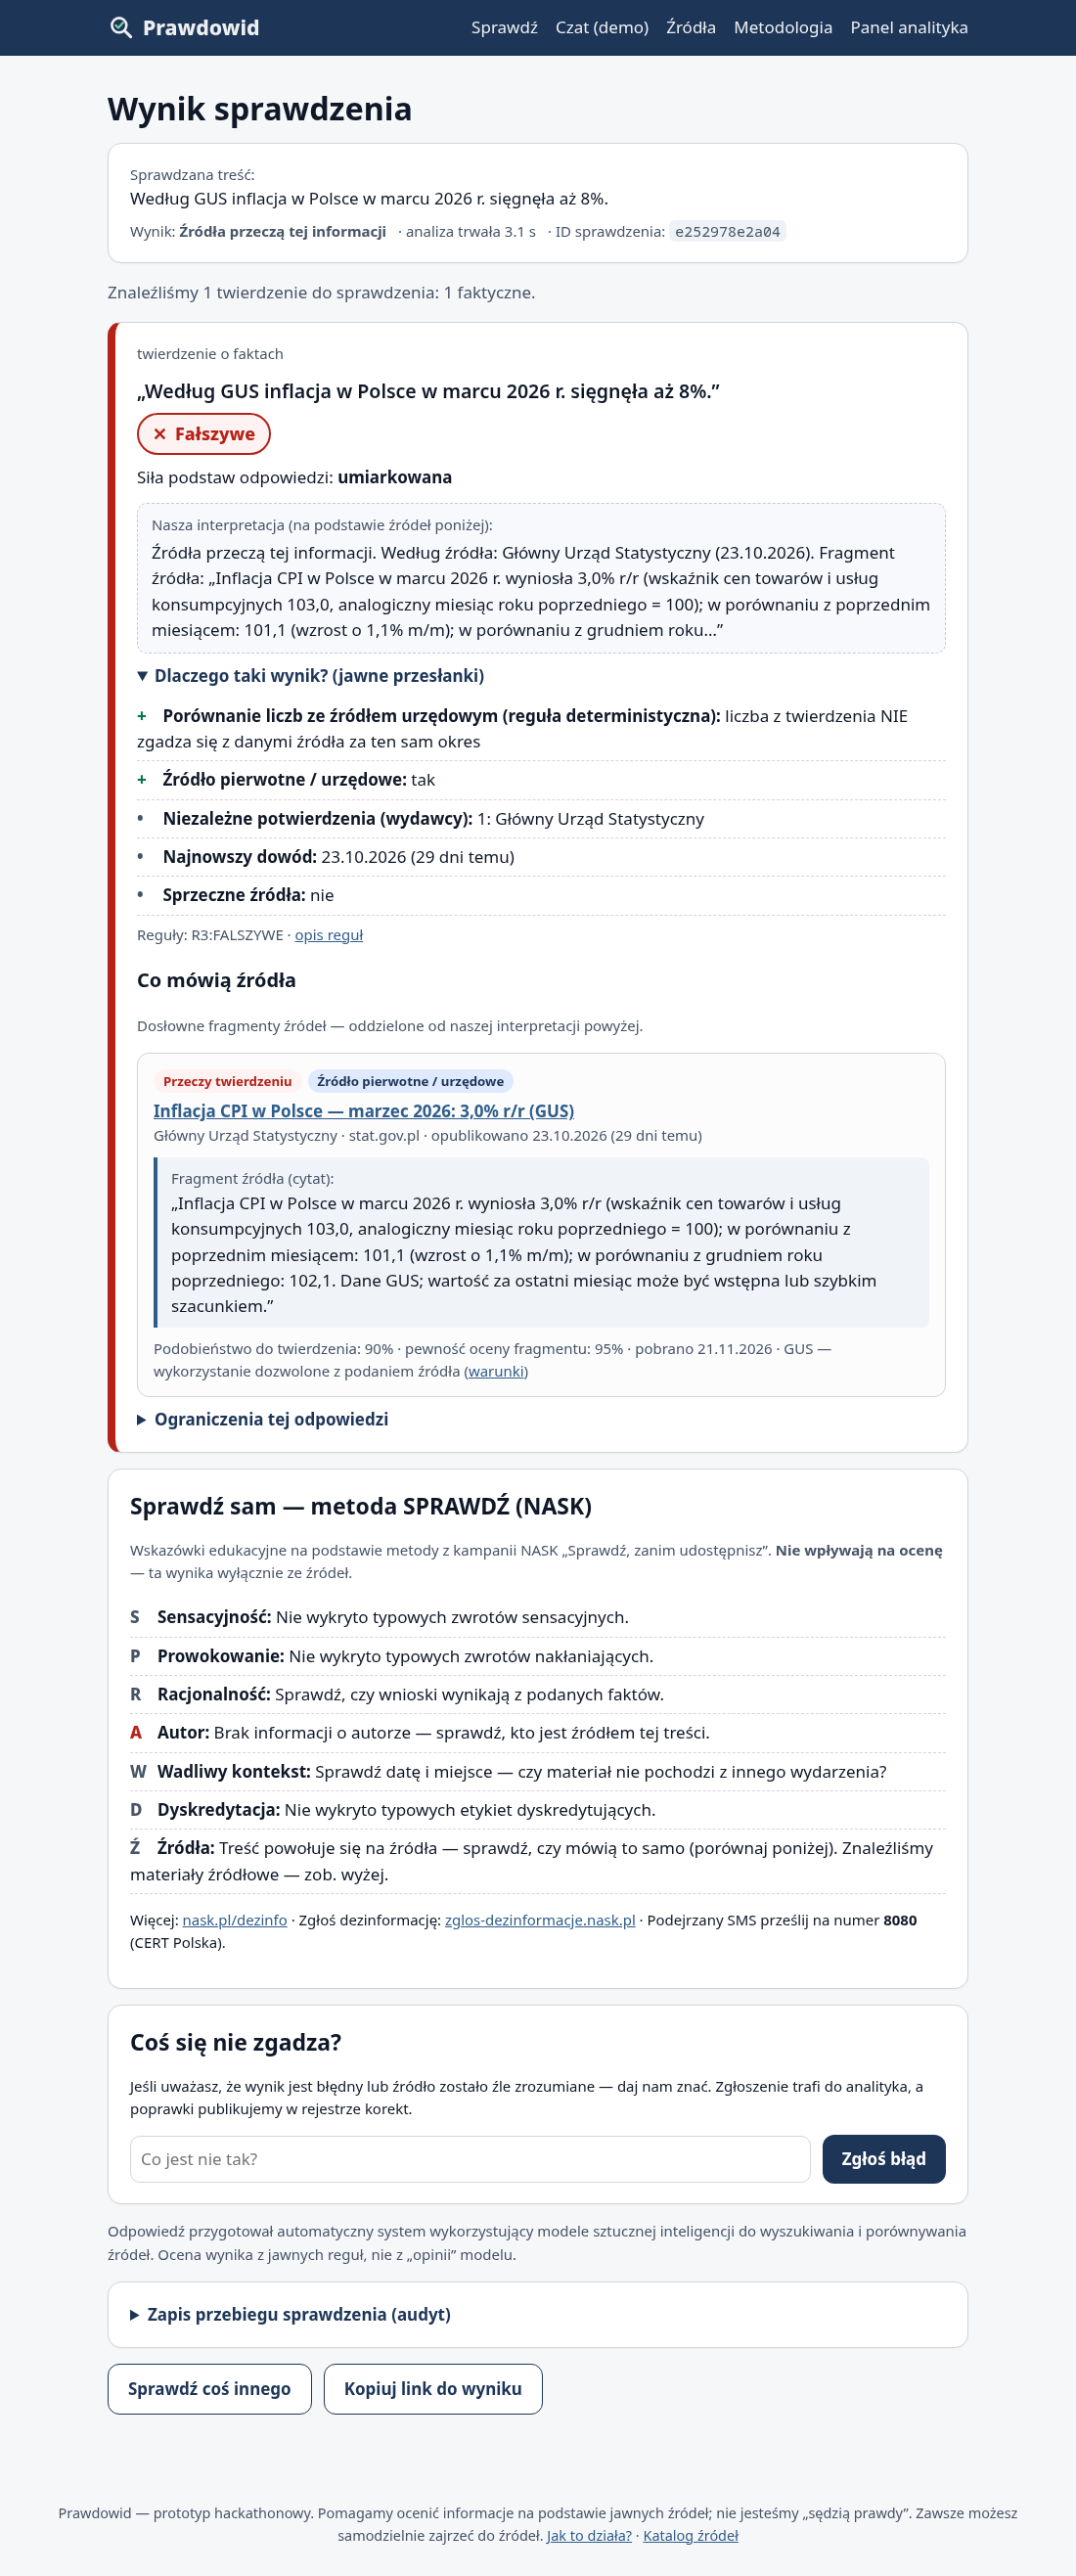 Prawdowid
Sprawdź Czat (demo) Źródła Metodologia Panel analityka
Wynik sprawdzenia
Sprawdzana treść:
Według GUS inflacja w Polsce w marcu 2026 r. sięgnęła aż 8%.
Wynik: Źródła przeczą tej informacji · analiza trwała 3.1 s · ID sprawdzenia: e252978e2a04
Znaleźliśmy 1 twierdzenie do sprawdzenia: 1 faktyczne.
twierdzenie o faktach
„Według GUS inflacja w Polsce w marcu 2026 r. sięgnęła aż 8%.”
✕ Fałszywe
Siła podstaw odpowiedzi: umiarkowana
Nasza interpretacja (na podstawie źródeł poniżej):
Źródła przeczą tej informacji. Według źródła: Główny Urząd Statystyczny (23.10.2026). Fragment
źródła: „Inflacja CPI w Polsce w marcu 2026 r. wyniosła 3,0% r/r (wskaźnik cen towarów i usług
konsumpcyjnych 103,0, analogiczny miesiąc roku poprzedniego = 100); w porównaniu z poprzednim
miesiącem: 101,1 (wzrost o 1,1% m/m); w porównaniu z grudniem roku…”
▼ Dlaczego taki wynik? (jawne przesłanki)
+ Porównanie liczb ze źródłem urzędowym (reguła deterministyczna): liczba z twierdzenia NIE
zgadza się z danymi źródła za ten sam okres
+ Źródło pierwotne / urzędowe: tak
• Niezależne potwierdzenia (wydawcy): 1: Główny Urząd Statystyczny
• Najnowszy dowód: 23.10.2026 (29 dni temu)
• Sprzeczne źródła: nie
Reguły: R3:FALSZYWE · opis reguł
Co mówią źródła
Dosłowne fragmenty źródeł — oddzielone od naszej interpretacji powyżej.
Przeczy twierdzeniu Źródło pierwotne / urzędowe
Inflacja CPI w Polsce — marzec 2026: 3,0% r/r (GUS)
Główny Urząd Statystyczny · stat.gov.pl · opublikowano 23.10.2026 (29 dni temu)
Fragment źródła (cytat):
„Inflacja CPI w Polsce w marcu 2026 r. wyniosła 3,0% r/r (wskaźnik cen towarów i usług
konsumpcyjnych 103,0, analogiczny miesiąc roku poprzedniego = 100); w porównaniu z
poprzednim miesiącem: 101,1 (wzrost o 1,1% m/m); w porównaniu z grudniem roku
poprzedniego: 102,1. Dane GUS; wartość za ostatni miesiąc może być wstępna lub szybkim
szacunkiem.”
Podobieństwo do twierdzenia: 90% · pewność oceny fragmentu: 95% · pobrano 21.11.2026 · GUS —
wykorzystanie dozwolone z podaniem źródła (warunki)
▶ Ograniczenia tej odpowiedzi
Sprawdź sam — metoda SPRAWDŹ (NASK)
Wskazówki edukacyjne na podstawie metody z kampanii NASK „Sprawdź, zanim udostępnisz”. Nie wpływają na ocenę
— ta wynika wyłącznie ze źródeł.
S Sensacyjność: Nie wykryto typowych zwrotów sensacyjnych.
P Prowokowanie: Nie wykryto typowych zwrotów nakłaniających.
R Racjonalność: Sprawdź, czy wnioski wynikają z podanych faktów.
A Autor: Brak informacji o autorze — sprawdź, kto jest źródłem tej treści.
W Wadliwy kontekst: Sprawdź datę i miejsce — czy materiał nie pochodzi z innego wydarzenia?
D Dyskredytacja: Nie wykryto typowych etykiet dyskredytujących.
Ź Źródła: Treść powołuje się na źródła — sprawdź, czy mówią to samo (porównaj poniżej). Znaleźliśmy
materiały źródłowe — zob. wyżej.
Więcej: nask.pl/dezinfo · Zgłoś dezinformację: zglos-dezinformacje.nask.pl · Podejrzany SMS prześlij na numer 8080
(CERT Polska).
Coś się nie zgadza?
Jeśli uważasz, że wynik jest błędny lub źródło zostało źle zrozumiane — daj nam znać. Zgłoszenie trafi do analityka, a
poprawki publikujemy w rejestrze korekt.
Co jest nie tak?
Zgłoś błąd
Odpowiedź przygotował automatyczny system wykorzystujący modele sztucznej inteligencji do wyszukiwania i porównywania
źródeł. Ocena wynika z jawnych reguł, nie z „opinii” modelu.
▶ Zapis przebiegu sprawdzenia (audyt)
Sprawdź coś innego Kopiuj link do wyniku
Prawdowid — prototyp hackathonowy. Pomagamy ocenić informacje na podstawie jawnych źródeł; nie jesteśmy „sędzią prawdy”. Zawsze możesz
samodzielnie zajrzeć do źródeł. Jak to działa? · Katalog źródeł